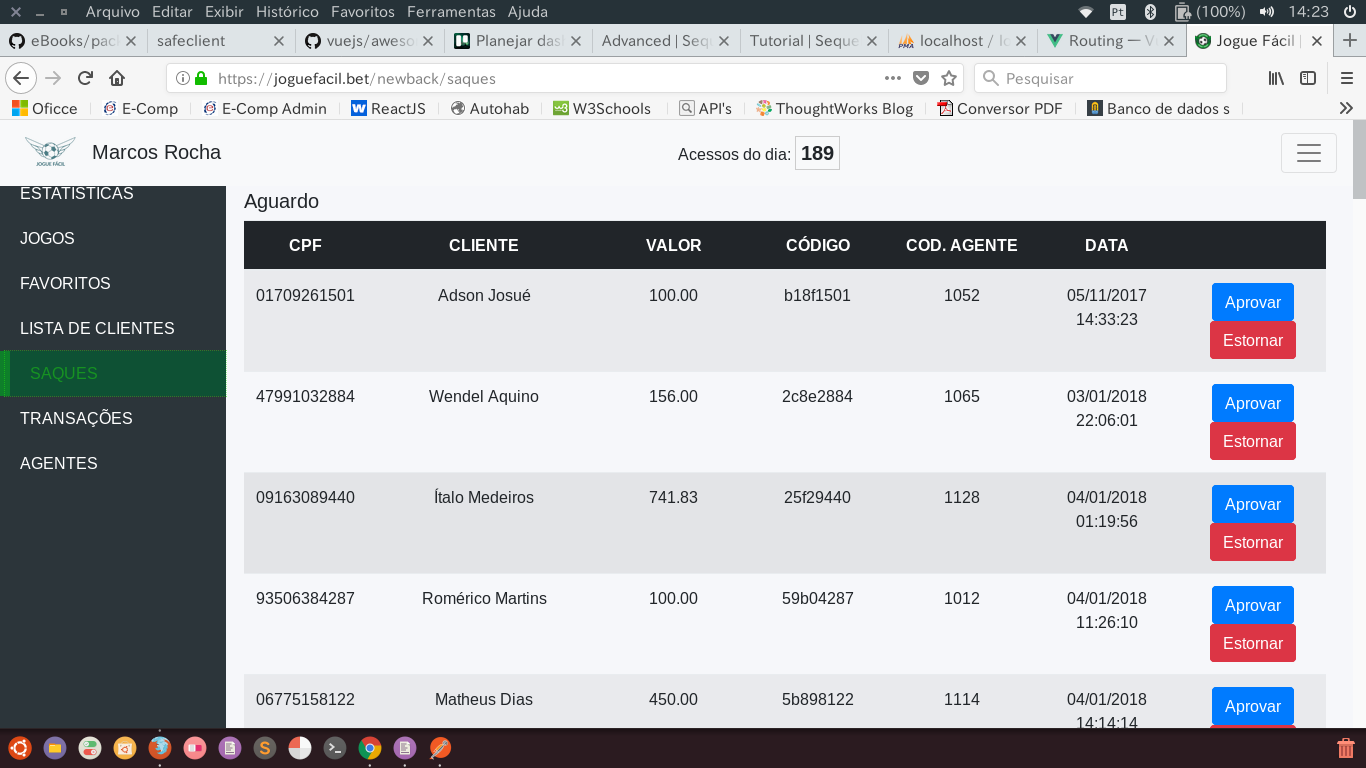 Arquivo Editar Exibir Histórico Favoritos Ferramentas Ajuda Pt (100%) 14:23
eBooks/pac safeclient vuejs/aweso Planejar das Advanced | Sequ Tutorial | Seque localhost / lo Routing — V Jogue Fácil |
https://joguefacil.bet/newback/saques Pesquisar
Oficce E-Comp E-Comp Admin ReactJS Autohab W3Schools API's ThoughtWorks Blog Conversor PDF Banco de dados s
JOGUE FÁCIL Marcos Rocha Acessos do dia: 189
ESTATISTICAS
JOGOS
FAVORITOS
LISTA DE CLIENTES
SAQUES
TRANSAÇÕES
AGENTES
Aguardo
CPF CLIENTE VALOR CÓDIGO COD. AGENTE DATA
01709261501 Adson Josué 100.00 b18f1501 1052 05/11/2017 Aprovar
14:33:23 Estornar
47991032884 Wendel Aquino 156.00 2c8e2884 1065 03/01/2018 Aprovar
22:06:01 Estornar
09163089440 Ítalo Medeiros 741.83 25f29440 1128 04/01/2018 Aprovar
01:19:56 Estornar
93506384287 Romérico Martins 100.00 59b04287 1012 04/01/2018 Aprovar
11:26:10 Estornar
06775158122 Matheus Dias 450.00 5b898122 1114 04/01/2018 Aprovar
14:14:14